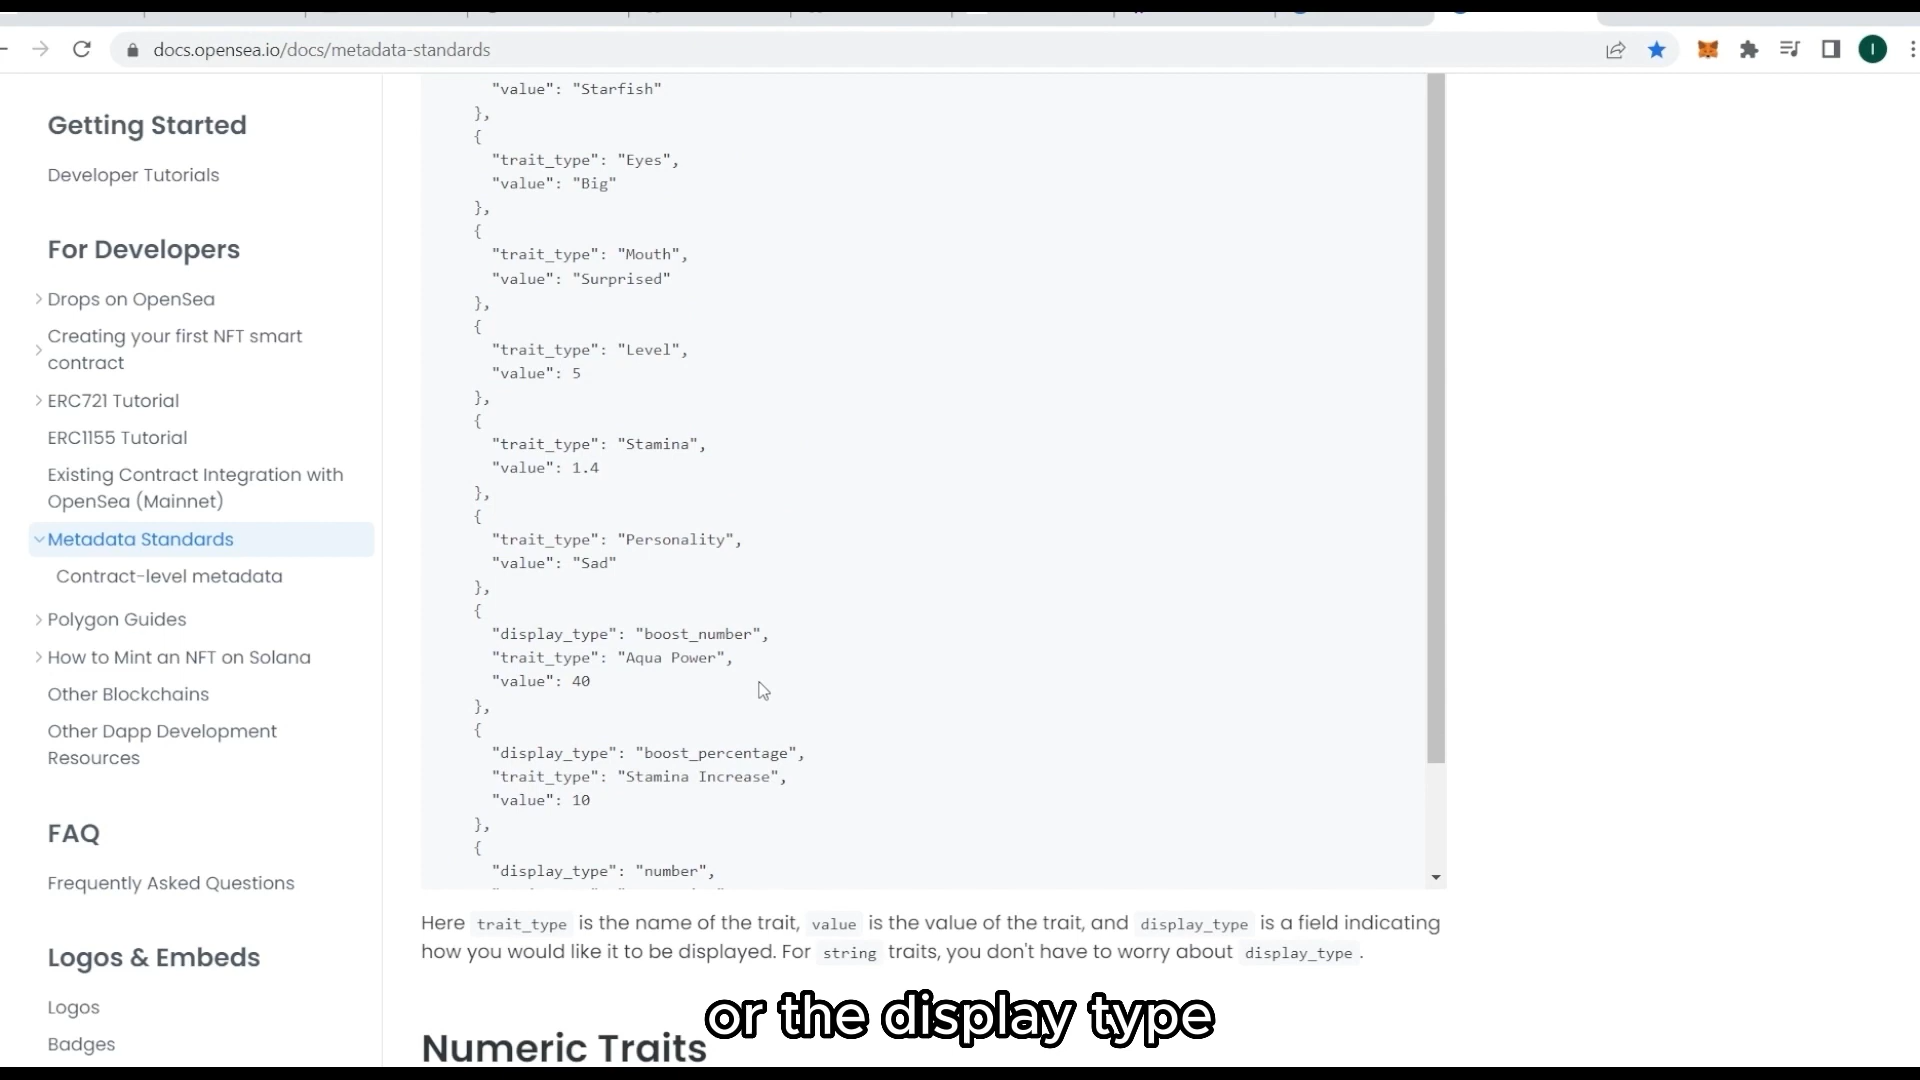 docs.opensea.io/docs/metadata-standards
I
Getting Started
Developer Tutorials
For Developers
Drops on OpenSea
Creating your first NFT smart
contract
ERC721 Tutorial
ERC1155 Tutorial
Existing Contract Integration with
OpenSea (Mainnet)
Metadata Standards
Contract-level metadata
Polygon Guides
How to Mint an NFT on Solana
Other Blockchains
Other Dapp Development
Resources
FAQ
Frequently Asked Questions
Logos & Embeds
Logos
Badges
"value": "Starfish"
},
{
"trait_type": "Eyes",
"value": "Big"
},
{
"trait_type": "Mouth",
"value": "Surprised"
},
{
"trait_type": "Level",
"value": 5
},
{
"trait_type": "Stamina",
"value": 1.4
},
{
"trait_type": "Personality",
"value": "Sad"
},
{
"display_type": "boost_number",
"trait_type": "Aqua Power",
"value": 40
},
{
"display_type": "boost_percentage",
"trait_type": "Stamina Increase",
"value": 10
},
{
"display_type": "number",
Here trait_type is the name of the trait, value is the value of the trait, and display_type is a field indicating
how you would like it to be displayed. For string traits, you don't have to worry about display_type .
Numeric Traits
or the display type